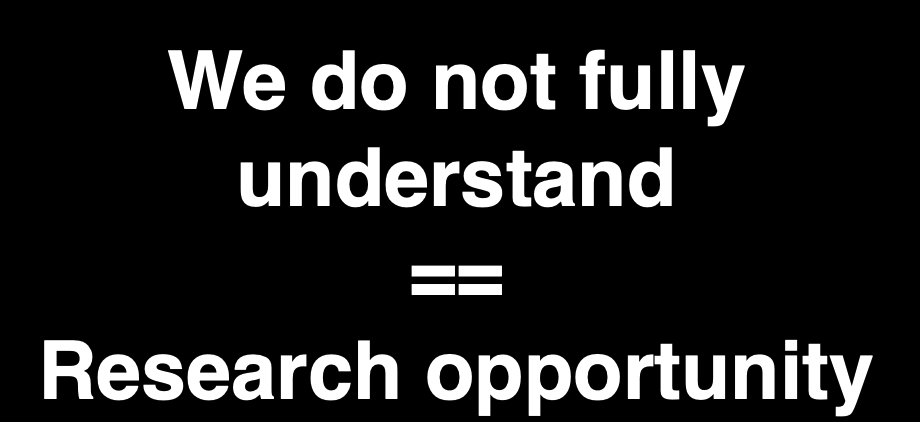 We do not fully
understand
==
Research opportunity